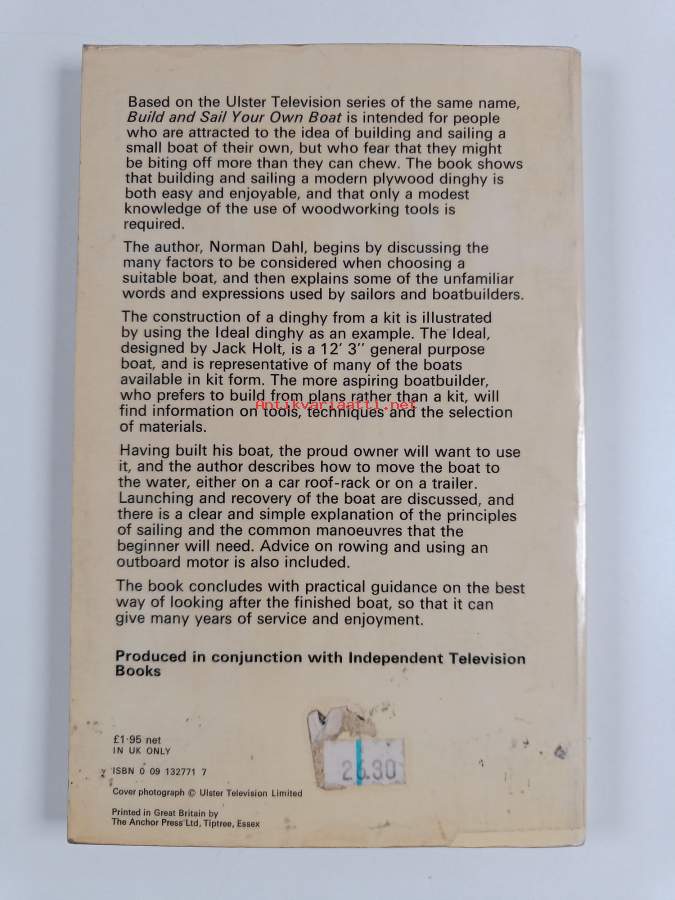 Based on the Ulster Television series of the same name,
Build and Sail Your Own Boat is intended for people
who are attracted to the idea of building and sailing a
small boat of their own, but who fear that they might
be biting off more than they can chew. The book shows
that building and sailing a modern plywood dinghy is
both easy and enjoyable, and that only a modest
knowledge of the use of woodworking tools is
required.
The author, Norman Dahl, begins by discussing the
many factors to be considered when choosing a
suitable boat, and then explains some of the unfamiliar
words and expressions used by sailors and boatbuilders.
The construction of a dinghy from a kit is illustrated
by using the Ideal dinghy as an example. The Ideal,
designed by Jack Holt, is a 12' 3'' general purpose
boat, and is representative of many of the boats
available in kit form. The more aspiring boatbuilder,
who prefers to build from plans rather than a kit, will
Antikvariaatti.net
find information on tools, techniques and the selection
of materials.
Having built his boat, the proud owner will want to use
it, and the author describes how to move the boat to
the water, either on a car roof-rack or on a trailer.
Launching and recovery of the boat are discussed, and
there is a clear and simple explanation of the principles
of sailing and the common manoeuvres that the
beginner will need. Advice on rowing and using an
outboard motor is also included.
The book concludes with practical guidance on the best
way of looking after the finished boat, so that it can
give many years of service and enjoyment.
Produced in conjunction with Independent Television
Books
£1·95 net
IN UK ONLY
26.30
ISBN 0 09 132771 7
Cover photograph © Ulster Television Limited
Printed in Great Britain by
The Anchor Press Ltd, Tiptree, Essex